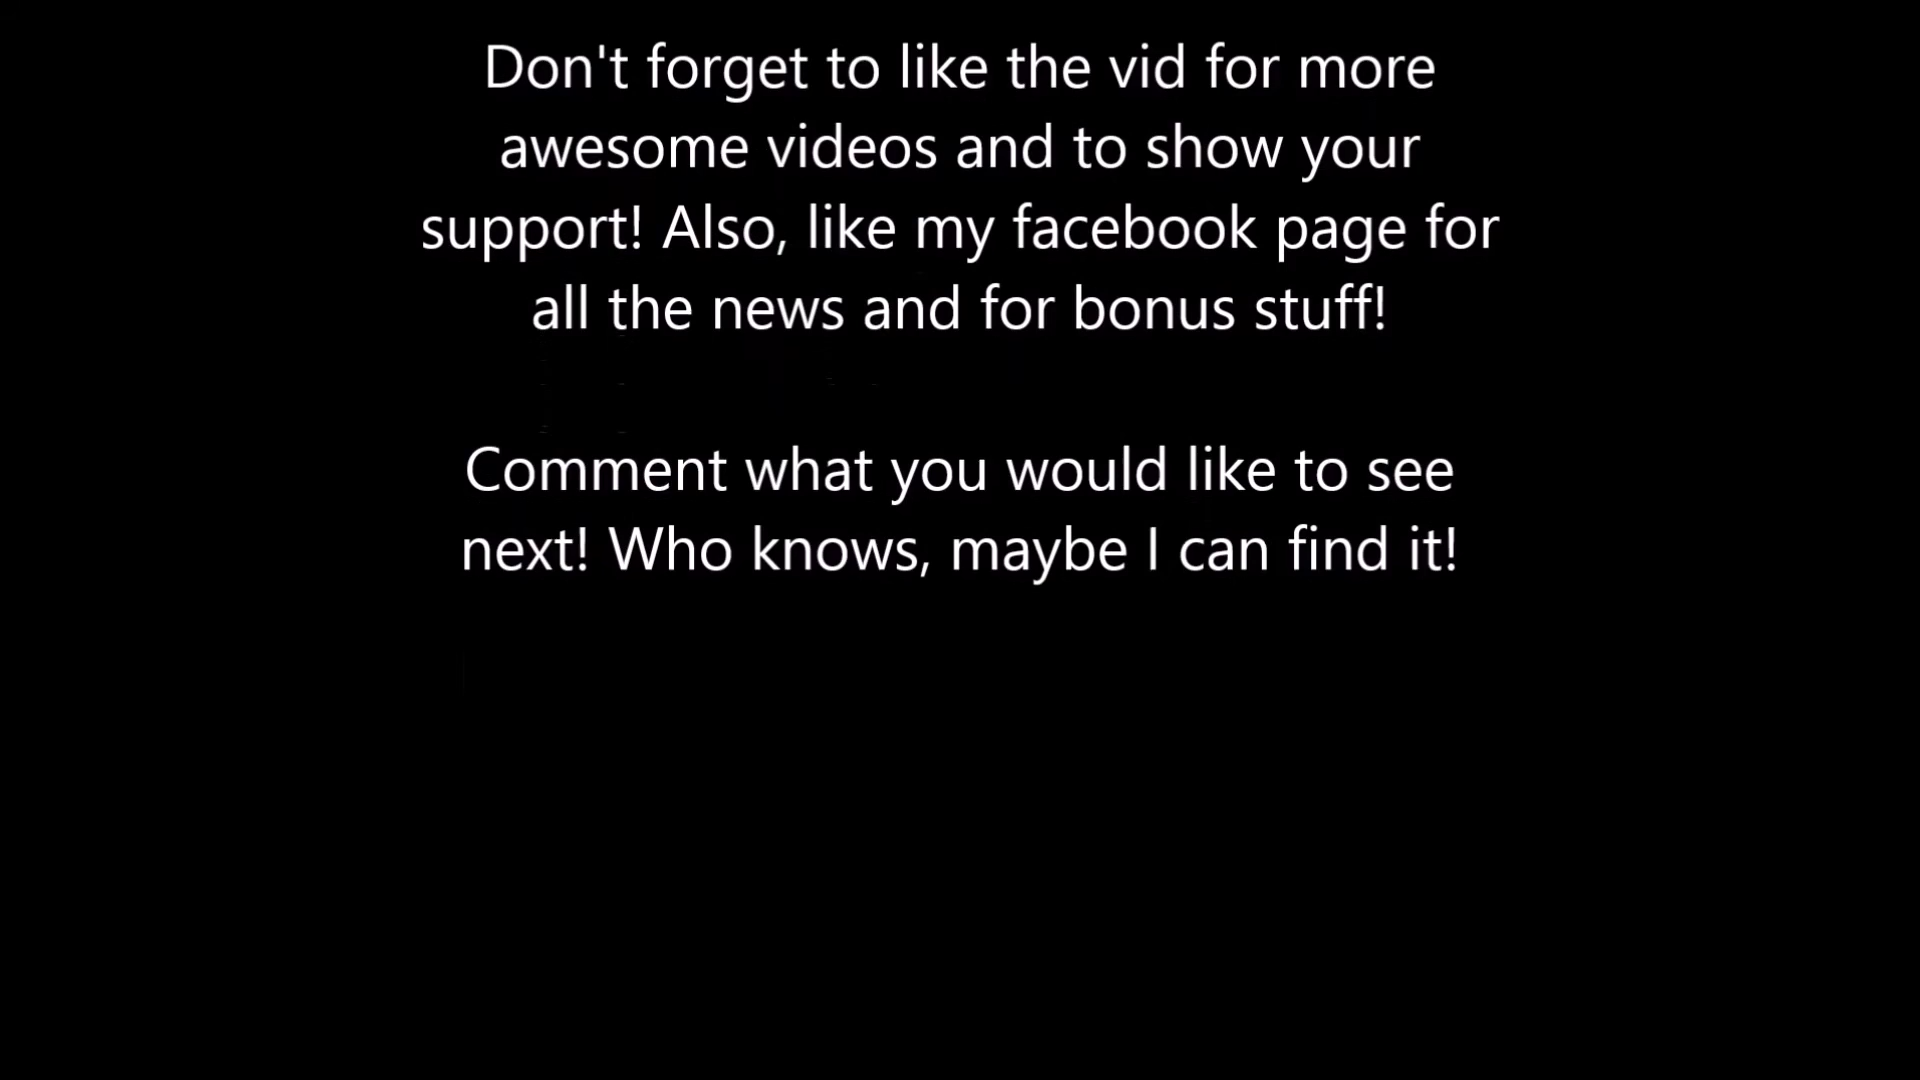 Don't forget to like the vid for more
awesome videos and to show your
support! Also, like my facebook page for
all the news and for bonus stuff!
Comment what you would like to see
next! Who knows, maybe I can find it!